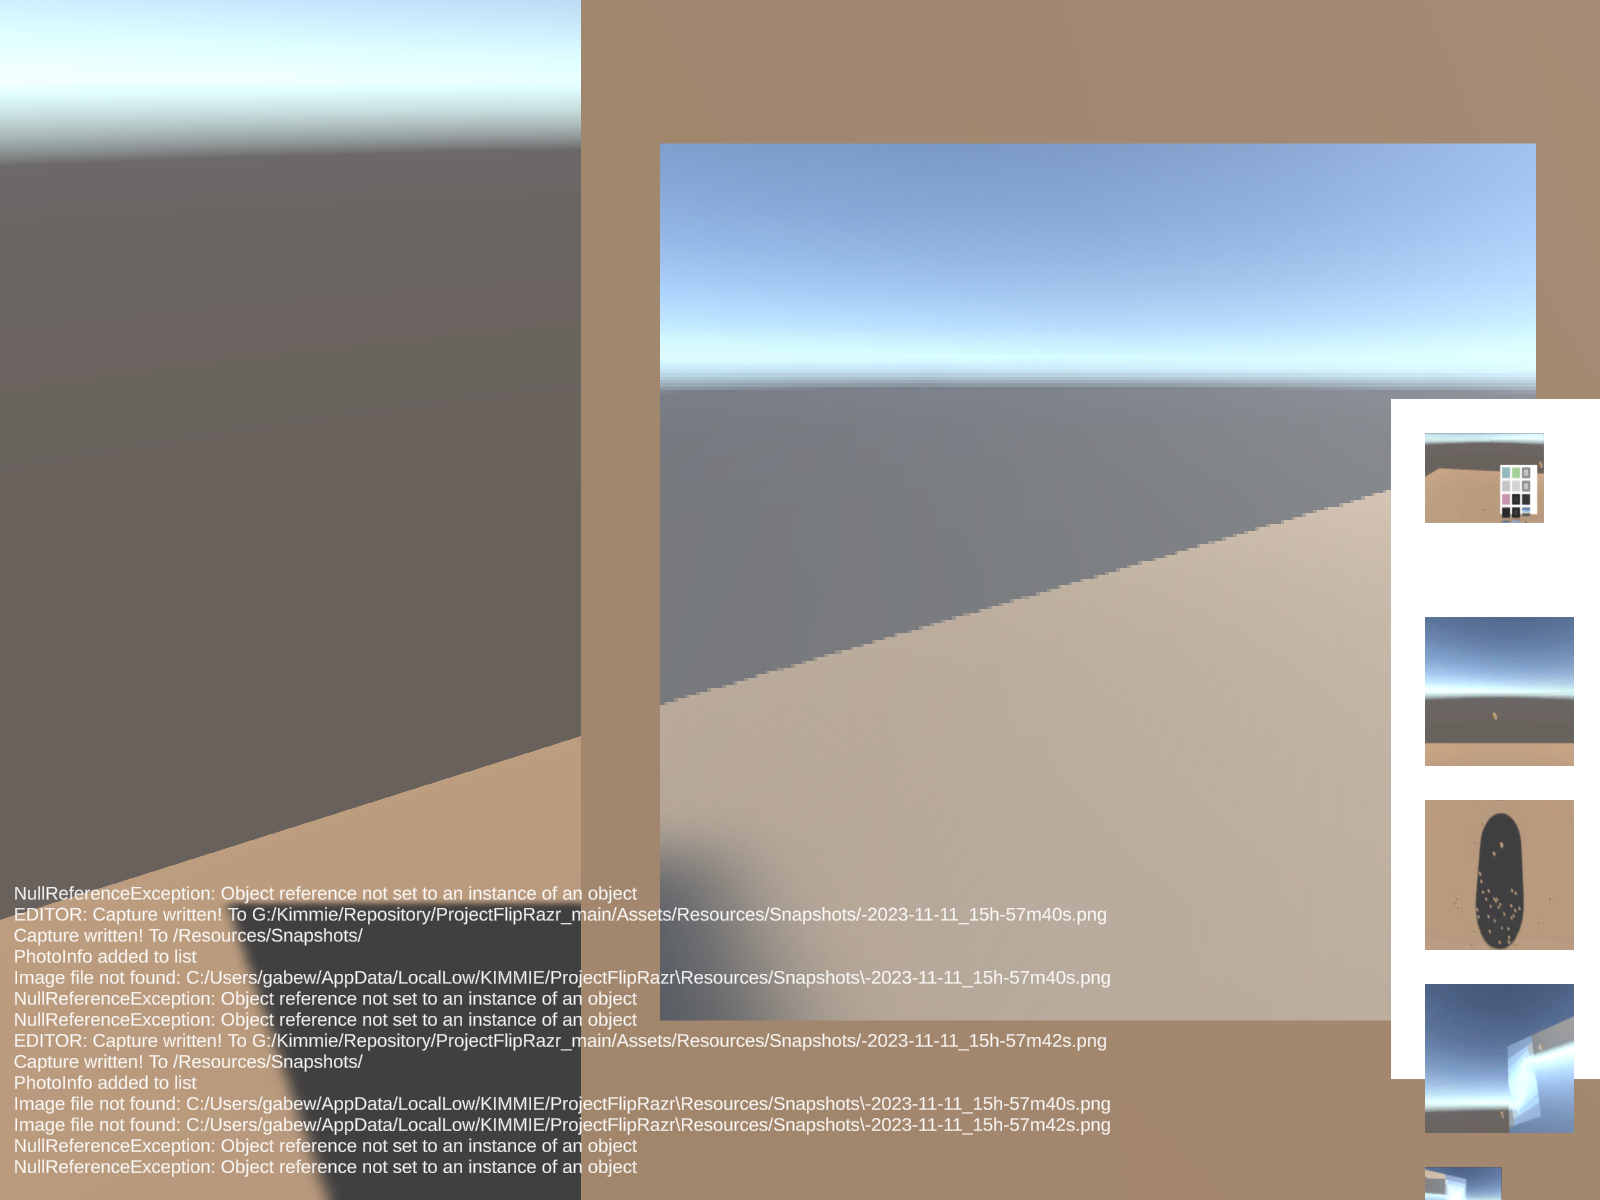 NullReferenceException: Object reference not set to an instance of an object
EDITOR: Capture written! To G:/Kimmie/Repository/ProjectFlipRazr_main/Assets/Resources/Snapshots/-2023-11-11_15h-57m40s.png
Capture written! To /Resources/Snapshots/
PhotoInfo added to list
Image file not found: C:/Users/gabew/AppData/LocalLow/KIMMIE/ProjectFlipRazr\Resources/Snapshots\-2023-11-11_15h-57m40s.png
NullReferenceException: Object reference not set to an instance of an object
NullReferenceException: Object reference not set to an instance of an object
EDITOR: Capture written! To G:/Kimmie/Repository/ProjectFlipRazr_main/Assets/Resources/Snapshots/-2023-11-11_15h-57m42s.png
Capture written! To /Resources/Snapshots/
PhotoInfo added to list
Image file not found: C:/Users/gabew/AppData/LocalLow/KIMMIE/ProjectFlipRazr\Resources/Snapshots\-2023-11-11_15h-57m40s.png
Image file not found: C:/Users/gabew/AppData/LocalLow/KIMMIE/ProjectFlipRazr\Resources/Snapshots\-2023-11-11_15h-57m42s.png
NullReferenceException: Object reference not set to an instance of an object
NullReferenceException: Object reference not set to an instance of an object